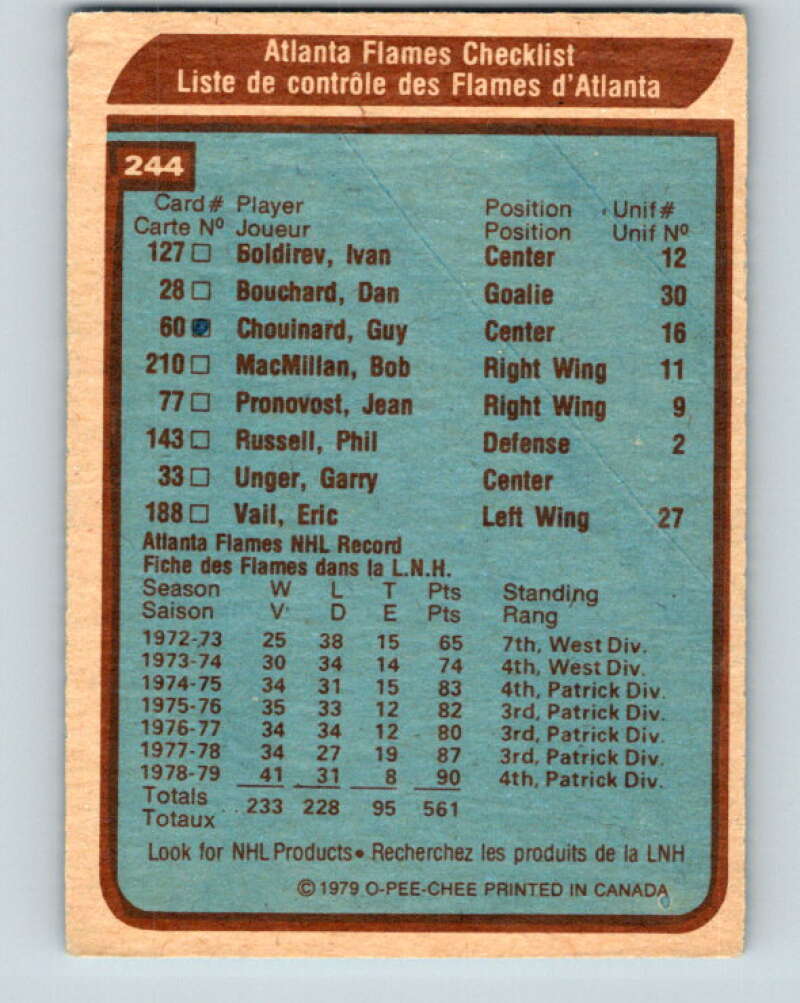 Atlanta Flames Checklist
Liste de contrôle des Flames d'Atlanta
244
Card # Player Position Unif #
Carte Nº Joueur Position Unif Nº
127 □ Boldirev, Ivan Center 12
28 □ Bouchard, Dan Goalie 30
60 ■ Chouinard, Guy Center 16
210 □ MacMillan, Bob Right Wing 11
77 □ Pronovost, Jean Right Wing 9
143 □ Russell, Phil Defense 2
33 □ Unger, Garry Center
188 □ Vail, Eric Left Wing 27
Atlanta Flames NHL Record
Fiche des Flames dans la L.N.H.
Season W L T Pts Standing
Saison V D E Pts Rang
1972-73 25 38 15 65 7th, West Div.
1973-74 30 34 14 74 4th, West Div.
1974-75 34 31 15 83 4th, Patrick Div.
1975-76 35 33 12 82 3rd, Patrick Div.
1976-77 34 34 12 80 3rd, Patrick Div.
1977-78 34 27 19 87 3rd, Patrick Div.
1978-79 41 31 8 90 4th, Patrick Div.
Totals
Totaux 233 228 95 561
Look for NHL Products • Recherchez les produits de la LNH
© 1979 O-PEE-CHEE PRINTED IN CANADA